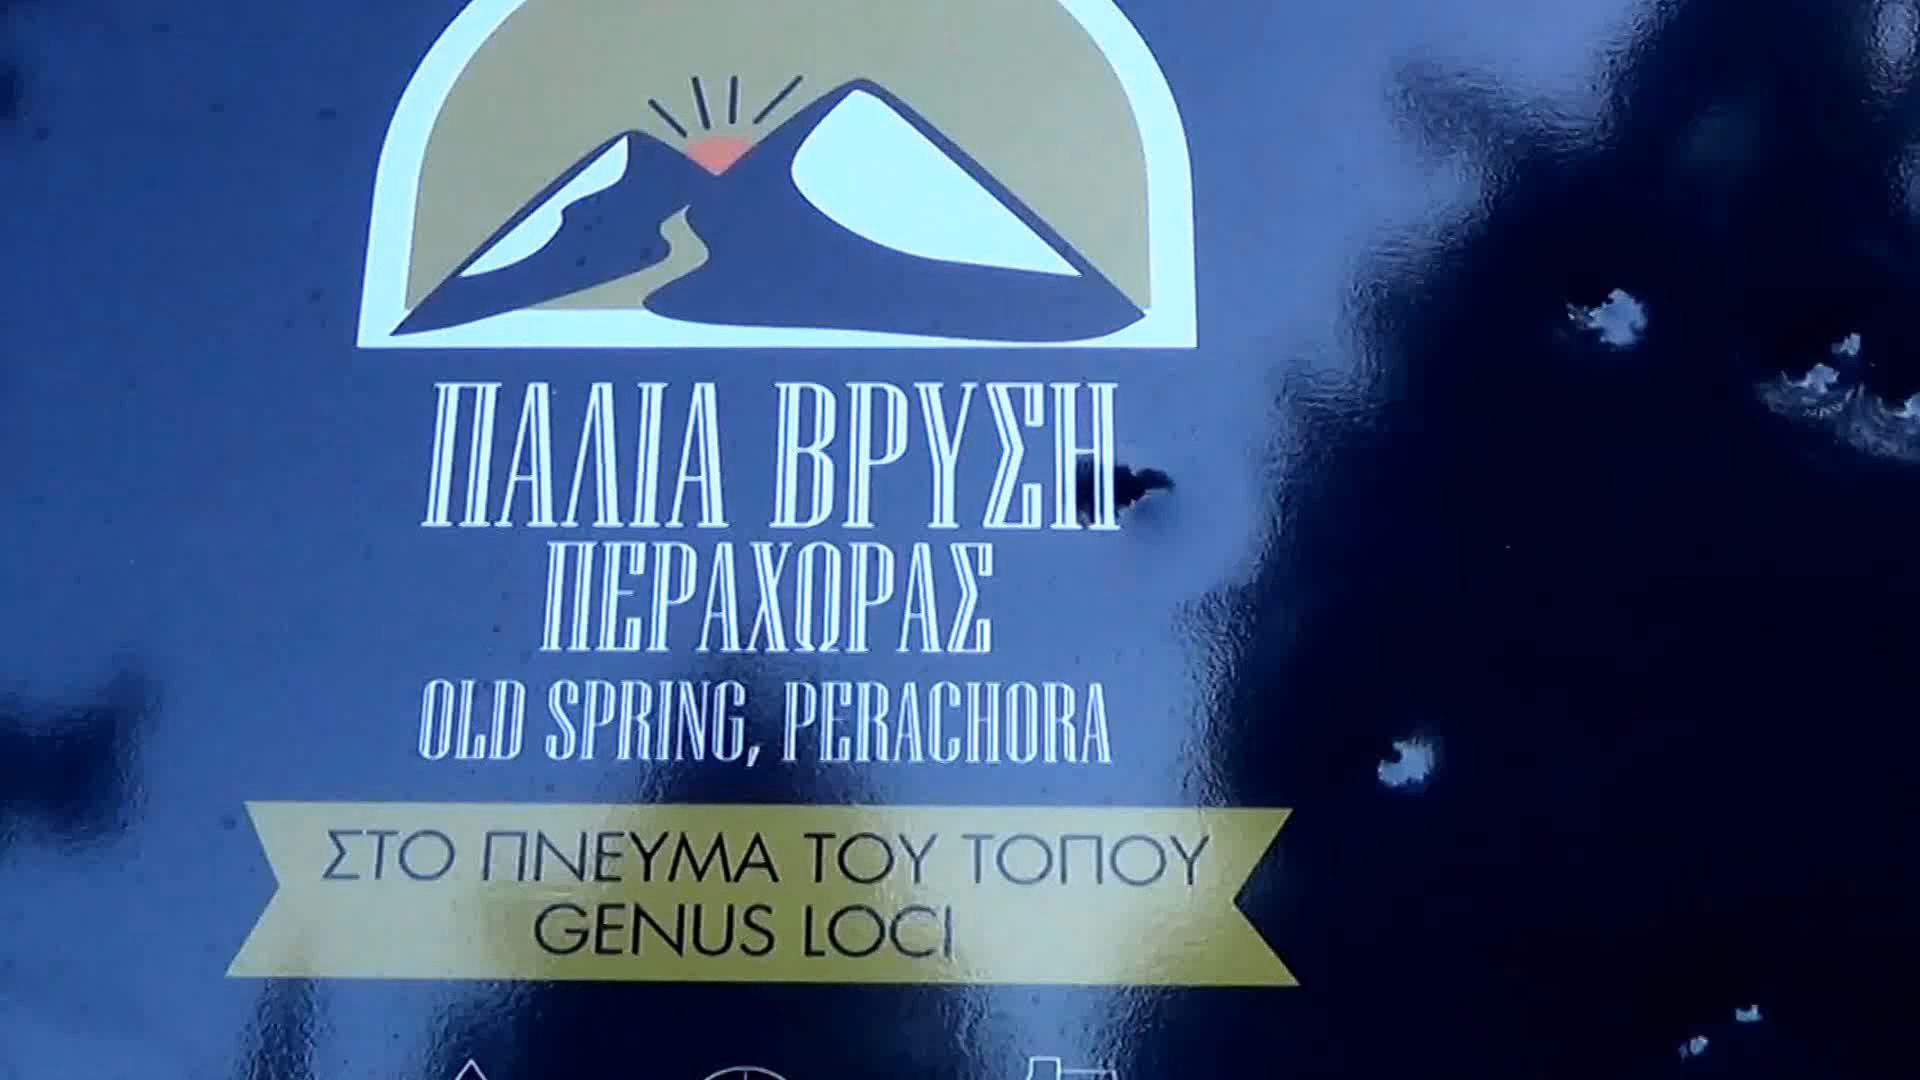 ΠΑΛΙΑ ΒΡΥΣΗ
ΠΕΡΑΧΩΡΑΣ
OLD SPRING, PERACHORA
ΣΤΟ ΠΝΕΥΜΑ ΤΟΥ ΤΟΠΟΥ
GENUS LOCI